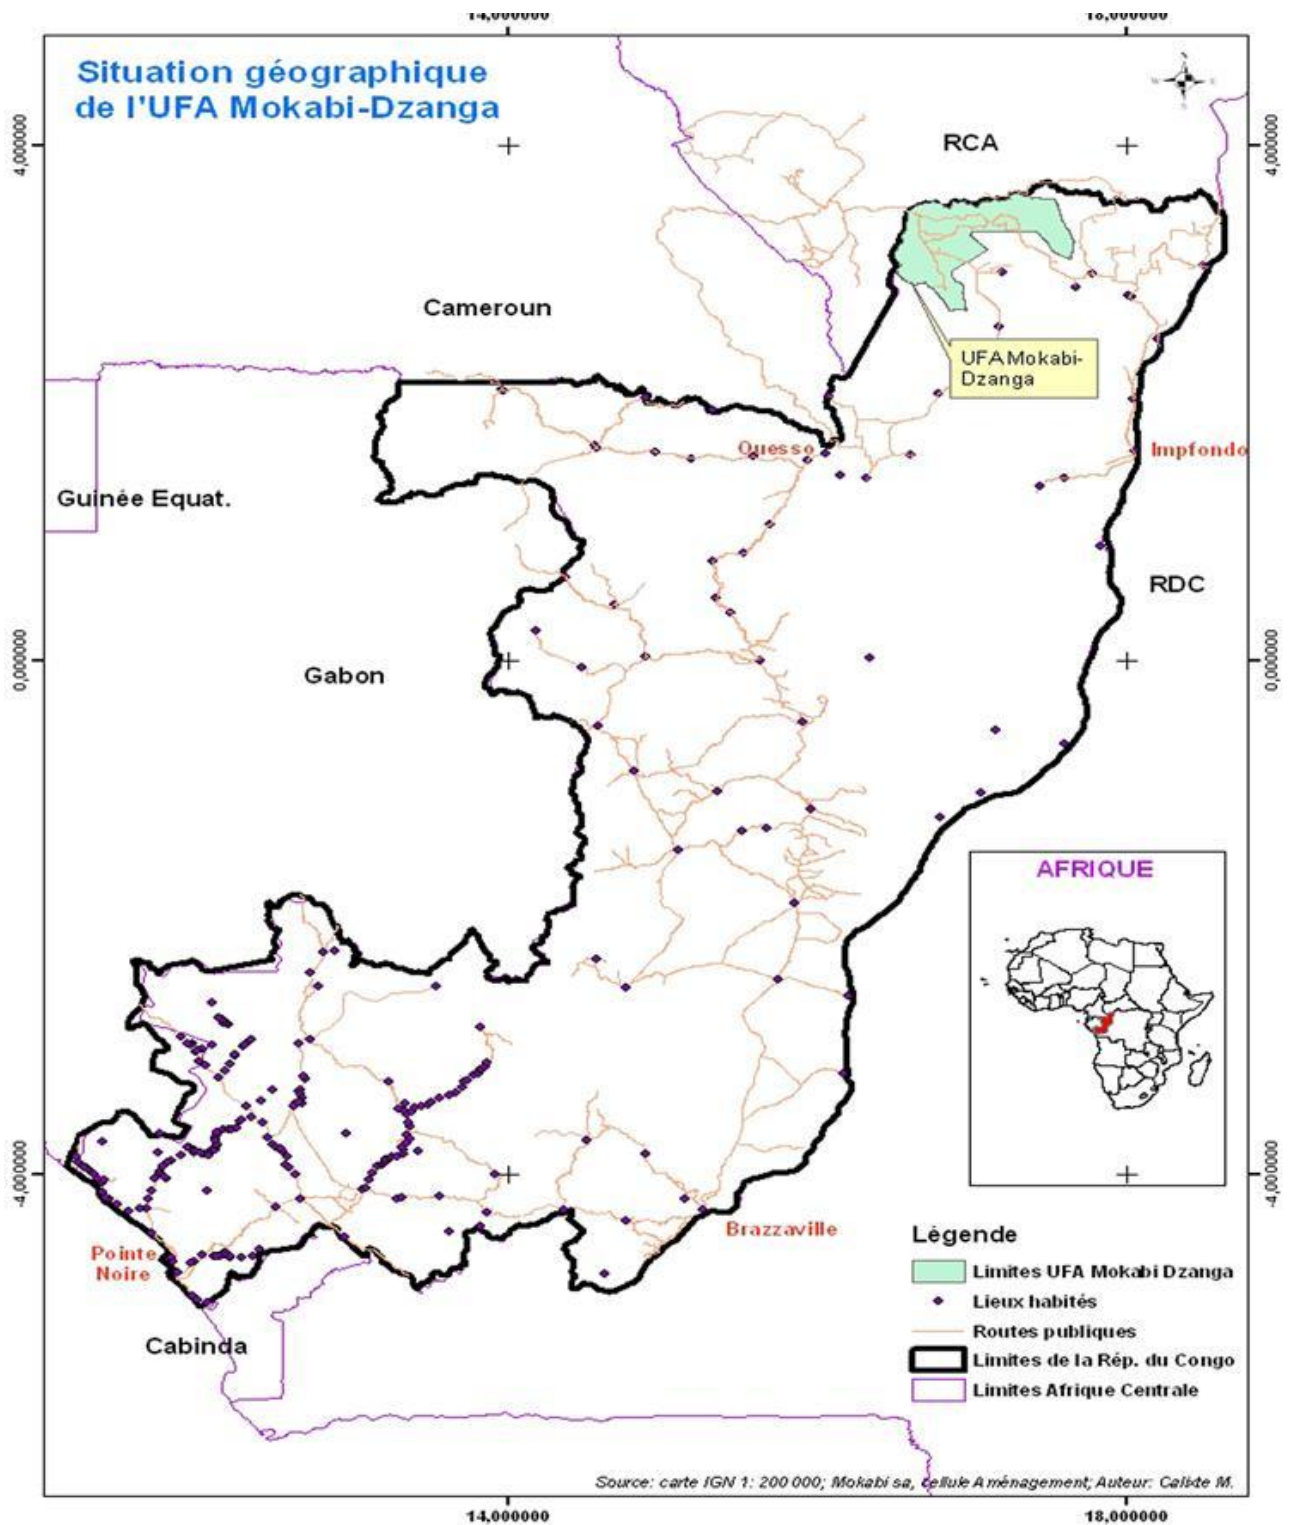 14,000000
18,000000
Situation géographique
de l'UFA Mokabi-Dzanga
N
W
E
S
4,000000
4,000000
RCA
Cameroun
UFA Mokabi-
Dzanga
Ouesso
Impfondo
Guinée Equat.
RDC
0,000000
0,000000
Gabon
AFRIQUE
-4,000000
-4,000000
Brazzaville
Pointe
Noire
Cabinda
Légende
Limites UFA Mokabi Dzanga
Lieux habités
Routes publiques
Limites de la Rép. du Congo
Limites Afrique Centrale
Source: carte IGN 1: 200 000; Mokabi sa, cellule Aménagement; Auteur: Calixte M.
14,000000
18,000000